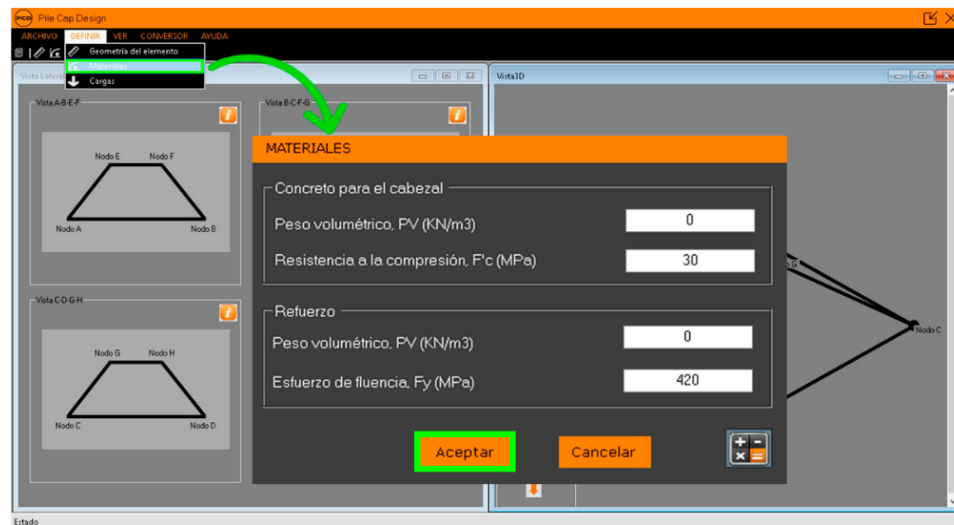 PCD Pile Cap Design
ARCHIVO DEFINIR VER CONVERSOR AYUDA
Geometría del elemento
Materiales
Cargas
Vista Latera
Vista3D
Vista A-B-E-F
Vista B-C-F-G
Nodo E Nodo F
Nodo A Nodo B
Vista C-D-G-H
Nodo G Nodo H
Nodo C Nodo D
MATERIALES
Concreto para el cabezal
Peso volumétrico, PV (KN/m3) 0
Resistencia a la compresión, F'c (MPa) 30
Refuerzo
Peso volumétrico, PV (KN/m3) 0
Esfuerzo de fluencia, Fy (MPa) 420
Aceptar Cancelar
G
Nodo C
Estado